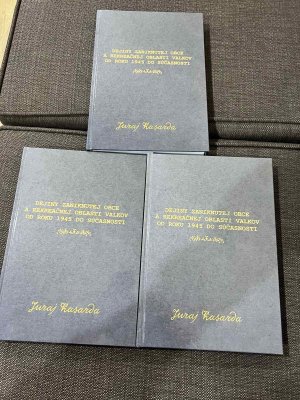 DEJINY ZANIKNUTEJ OBCE
A REKREAČNEJ OBLASTI VALKOV
OD ROKU 1945 DO SÚČASNOSTI
Juraj Kasarda
DEJINY ZANIKNUTEJ OBCE
A REKREAČNEJ OBLASTI VALKOV
OD ROKU 1945 DO SÚČASNOSTI
Juraj Kasarda
DEJINY ZANIKNUTEJ OBCE
A REKREAČNEJ OBLASTI VALKOV
OD ROKU 1945 DO SÚČASNOSTI
Juraj Kasarda